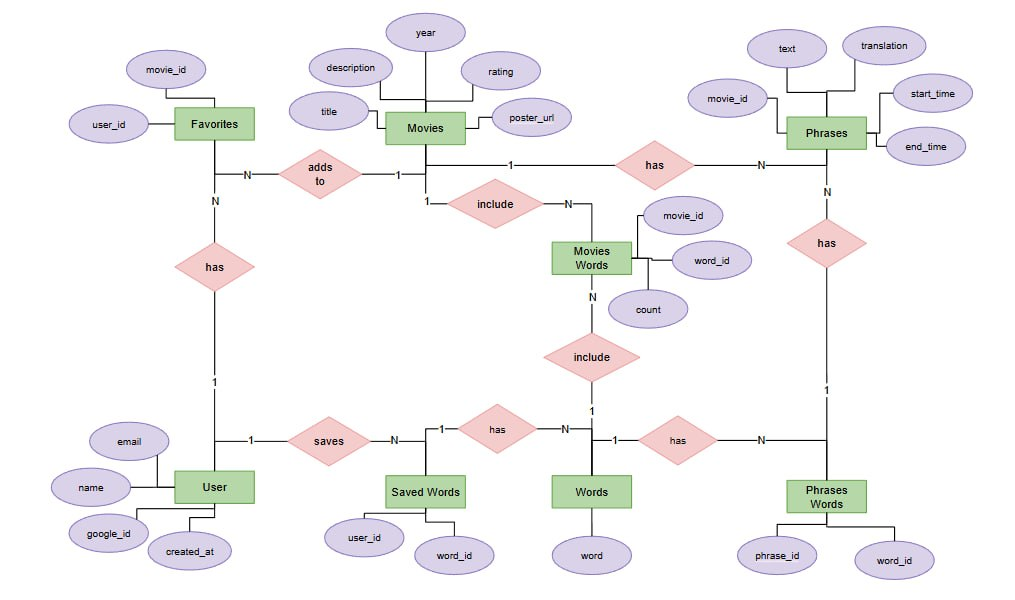 year
movie_id
description
rating
text
translation
user_id
Favorites
title
Movies
poster_url
movie_id
Phrases
start_time
end_time
N
adds
to
1
1
has
N
N
1
include
N
N
movie_id
has
Movies
Words
word_id
has
N
count
include
1
1
1
email
1
saves
N
1
has
N
1
has
N
name
User
Saved Words
Words
Phrases
Words
google_id
created_at
user_id
word_id
word
phrase_id
word_id